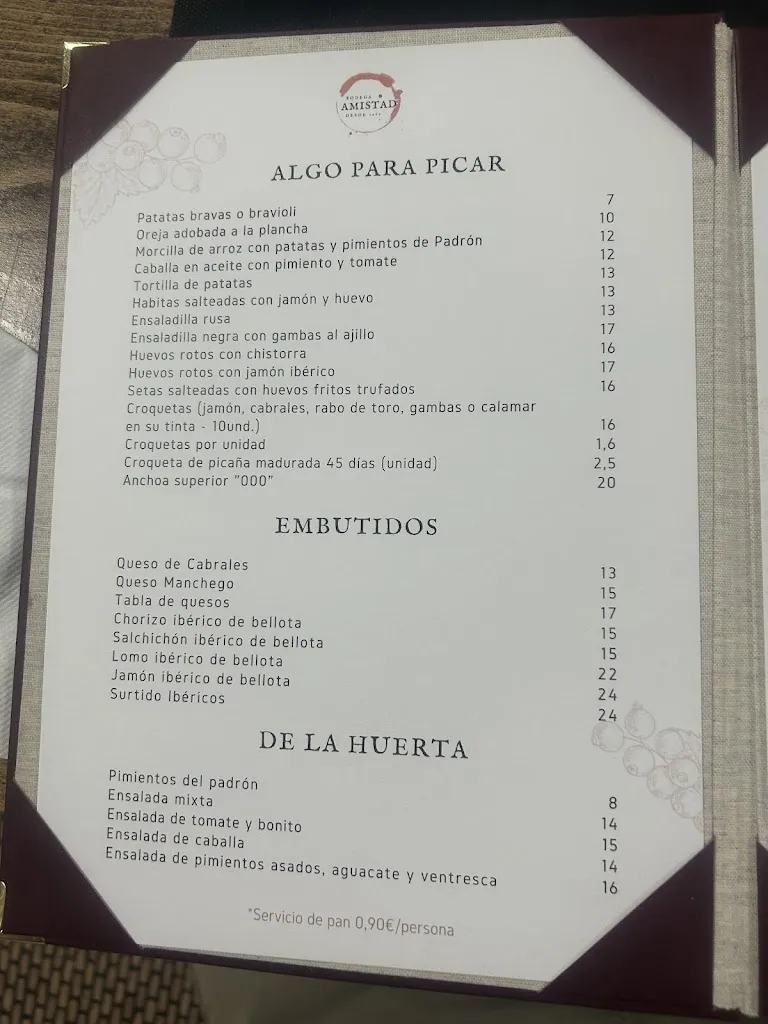 BODEGA
AMISTAD
DESDE
ALGO PARA PICAR
Patatas bravas o bravioli 7
Oreja adobada a la plancha 10
Morcilla de arroz con patatas y pimientos de Padrón 12
Caballa en aceite con pimiento y tomate 12
Tortilla de patatas 13
Habitas salteadas con jamón y huevo 13
Ensaladilla rusa 13
Ensaladilla negra con gambas al ajillo 17
Huevos rotos con chistorra 16
Huevos rotos con jamón ibérico 17
Setas salteadas con huevos fritos trufados 16
Croquetas (jamón, cabrales, rabo de toro, gambas o calamar
en su tinta - 10und.) 16
Croquetas por unidad 1,6
Croqueta de picaña madurada 45 días (unidad) 2,5
Anchoa superior "000" 20
EMBUTIDOS
Queso de Cabrales 13
Queso Manchego 15
Tabla de quesos 17
Chorizo ibérico de bellota 15
Salchichón ibérico de bellota 15
Lomo ibérico de bellota 22
Jamón ibérico de bellota 24
Surtido Ibéricos 24
DE LA HUERTA
Pimientos del padrón 8
Ensalada mixta 14
Ensalada de tomate y bonito 15
Ensalada de caballa 14
Ensalada de pimientos asados, aguacate y ventresca 16
*Servicio de pan 0,90€/persona